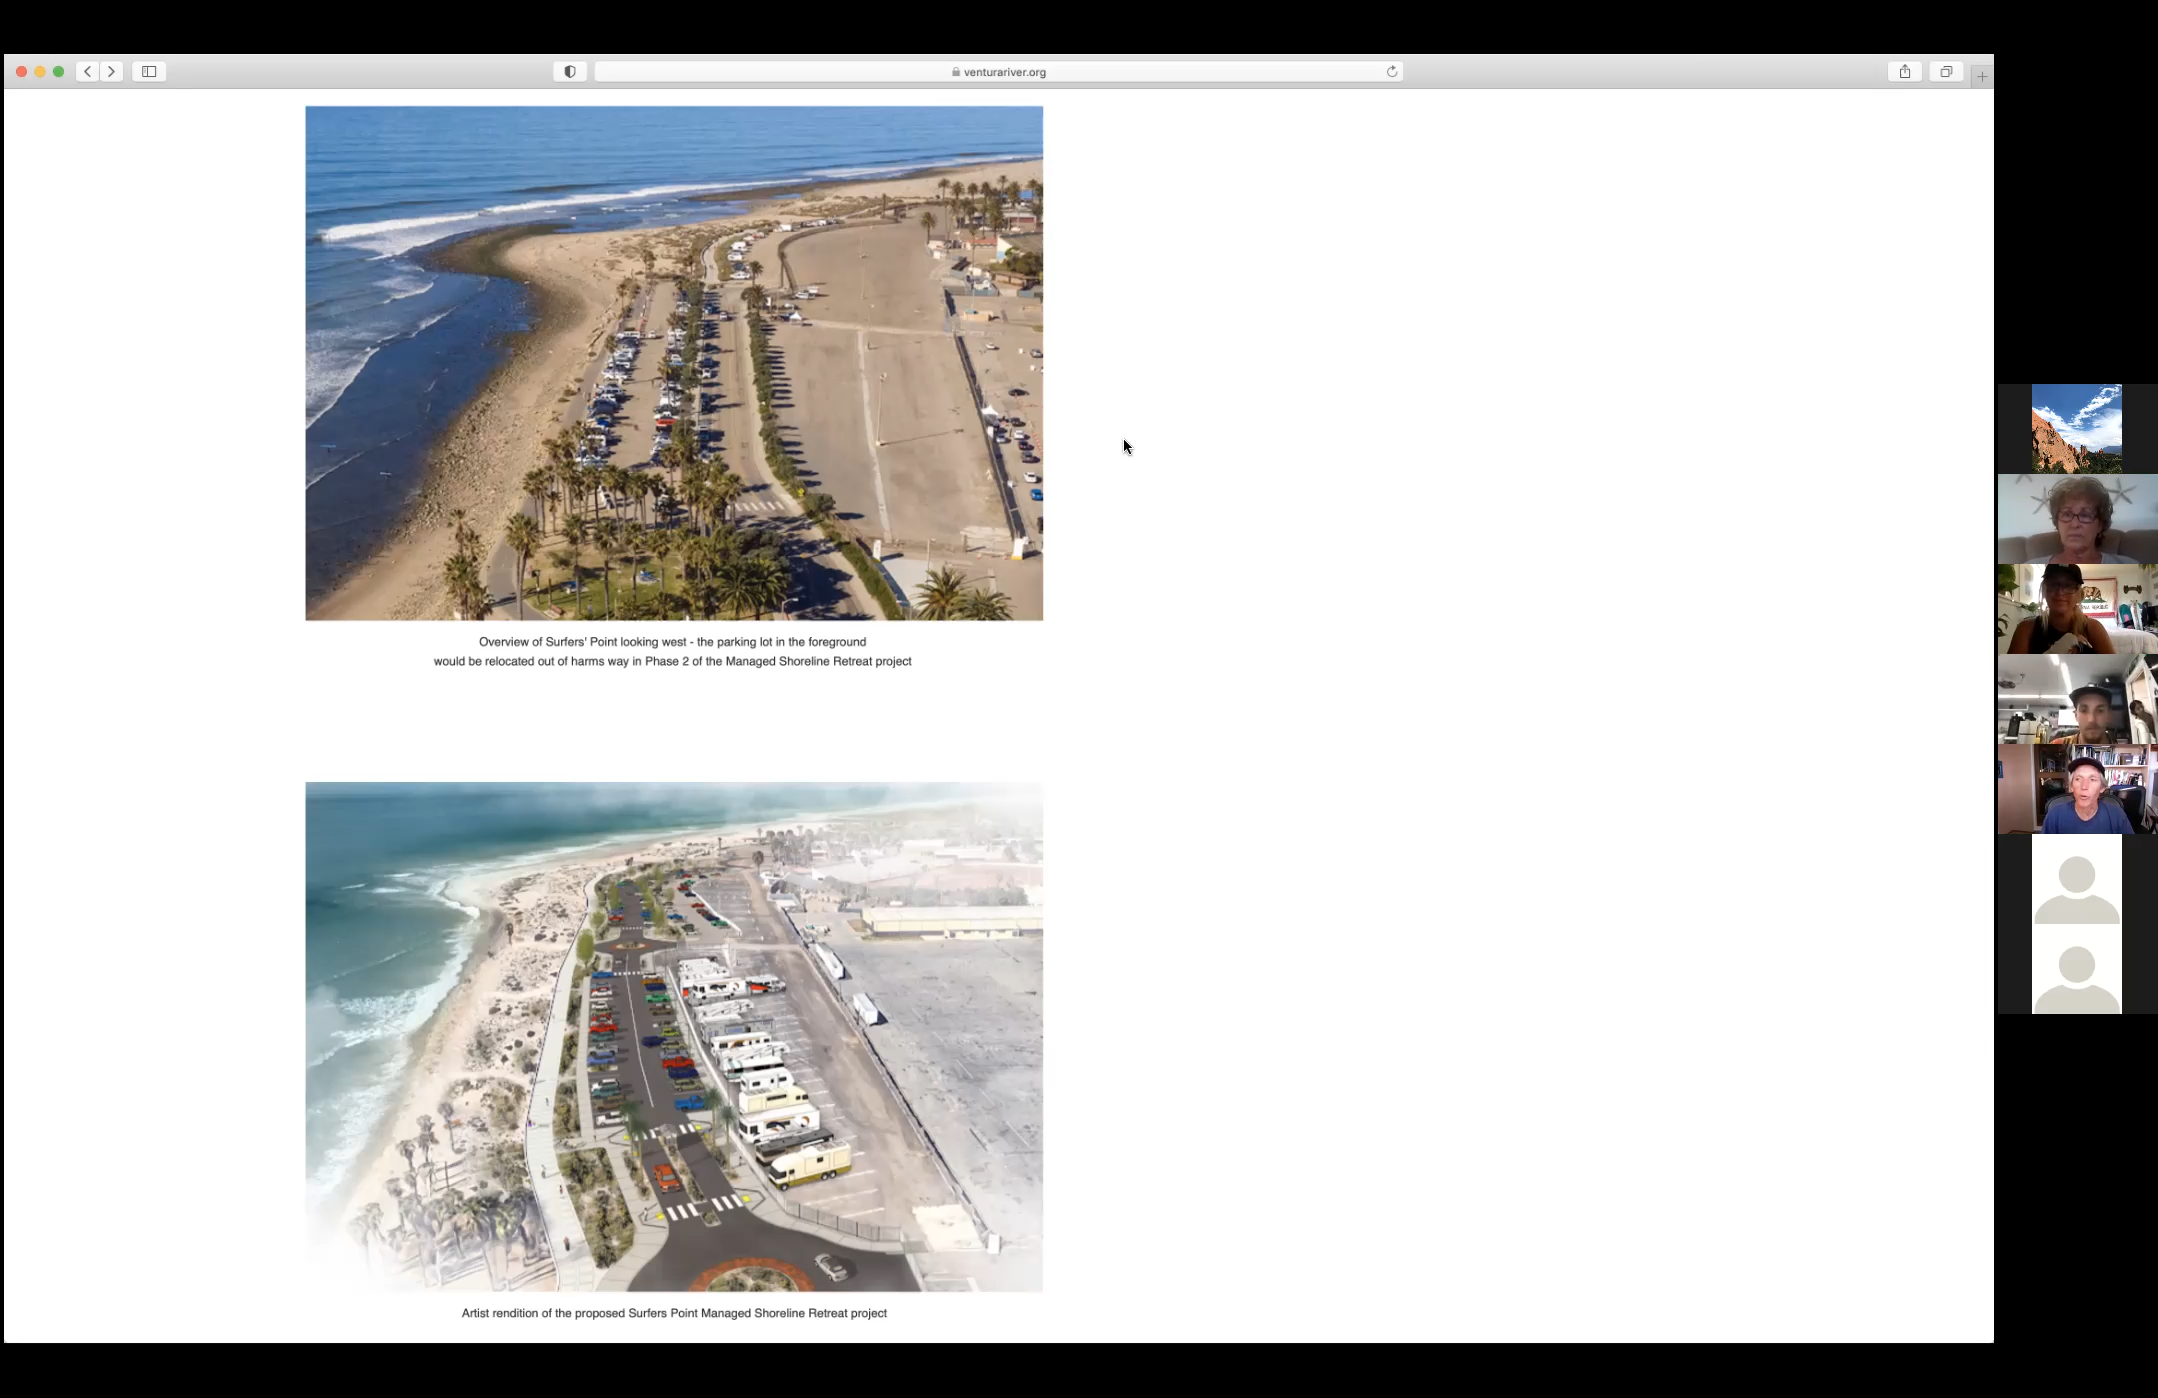 venturariver.org
Overview of Surfers' Point looking west - the parking lot in the foreground
would be relocated out of harms way in Phase 2 of the Managed Shoreline Retreat project
Artist rendition of the proposed Surfers Point Managed Shoreline Retreat project